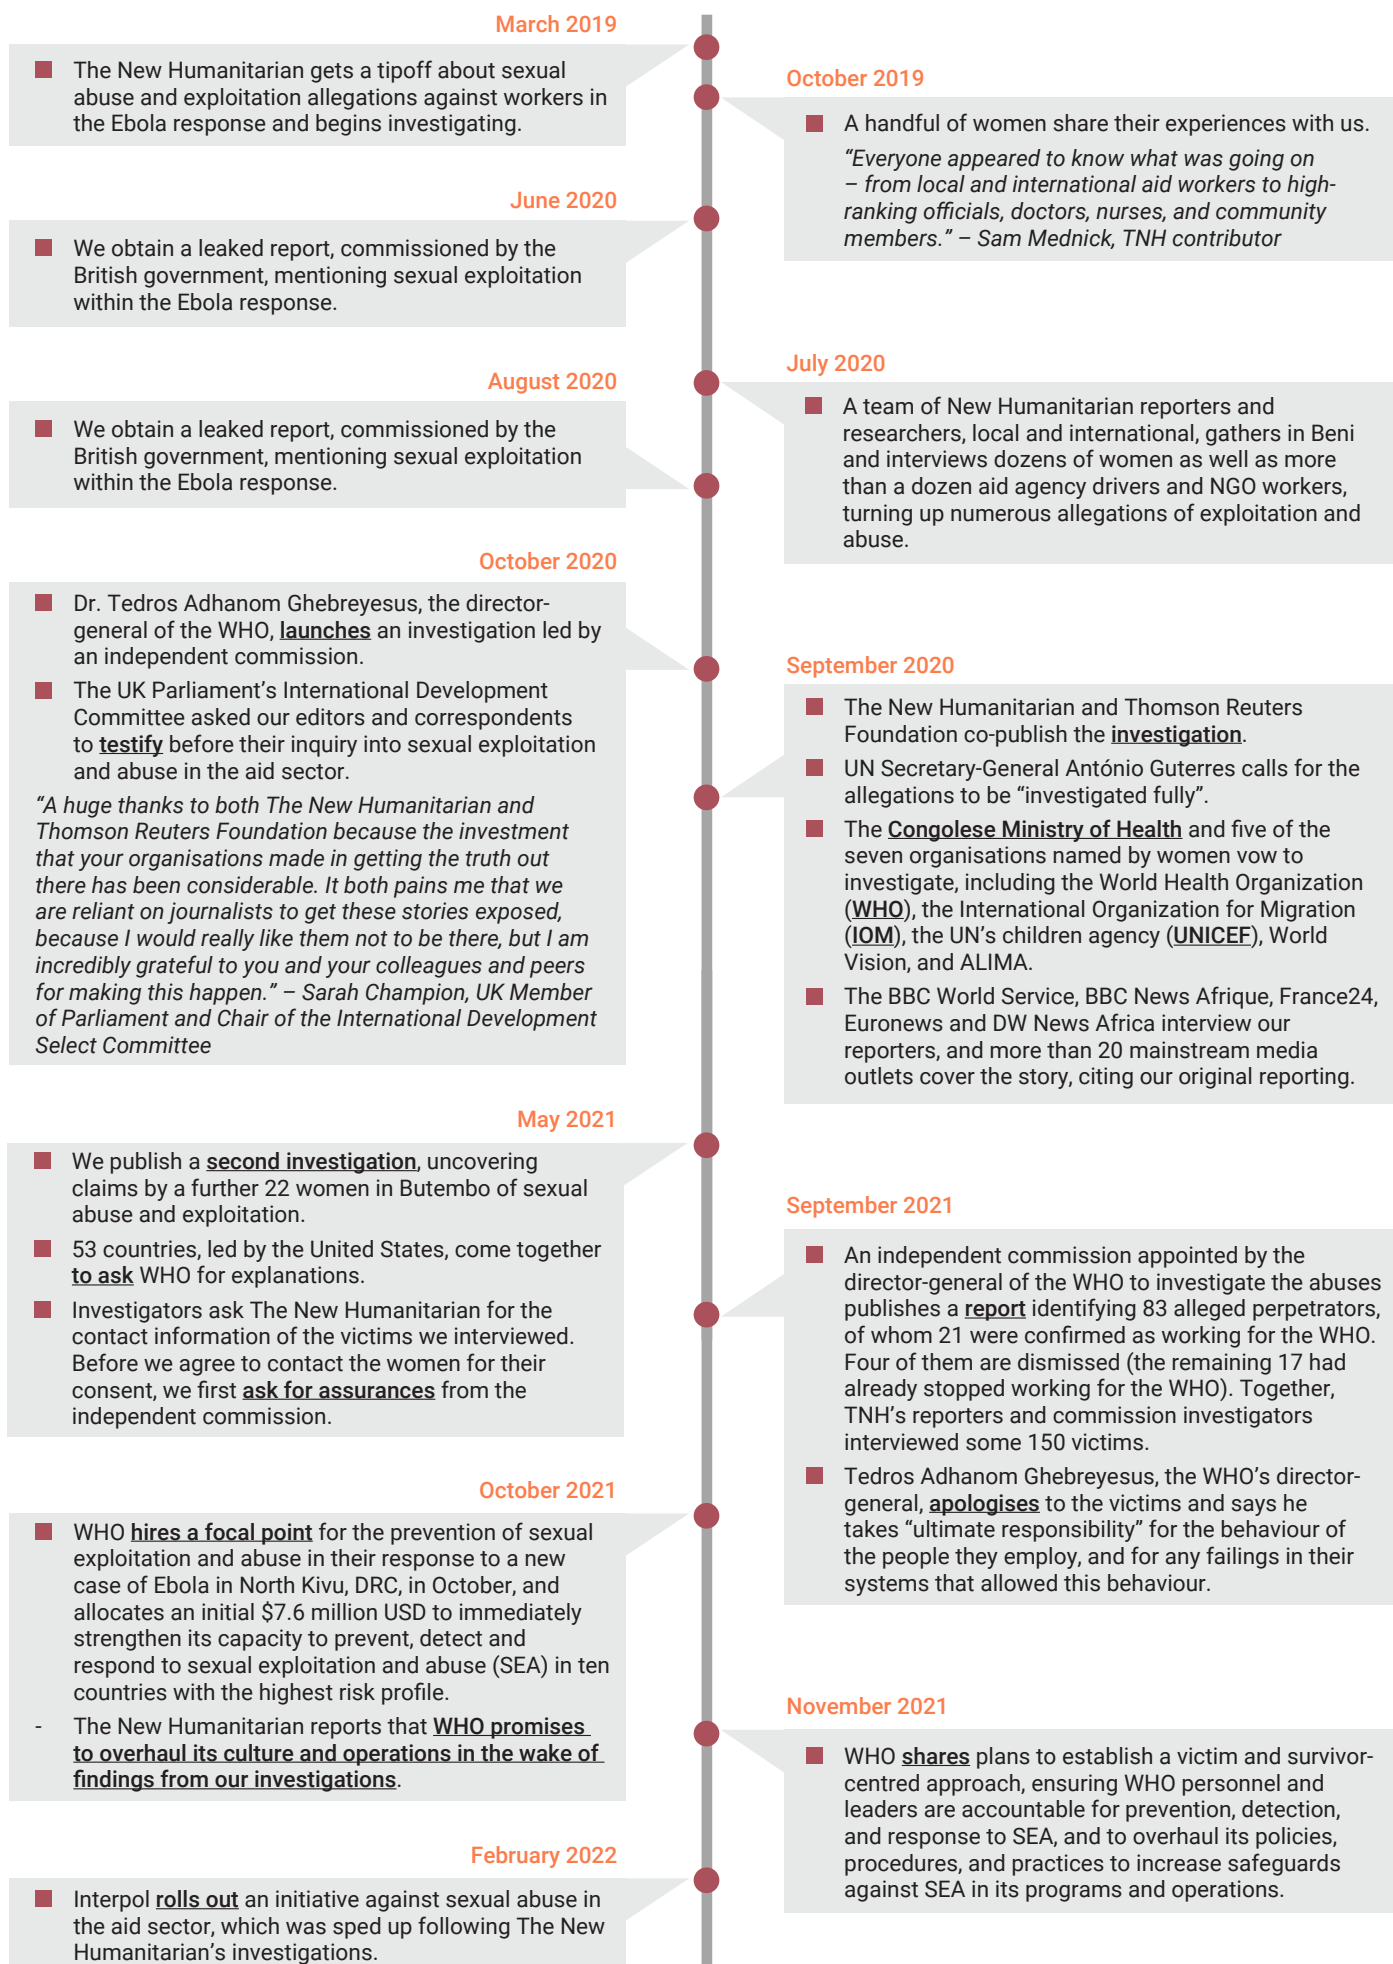 March 2019
The New Humanitarian gets a tipoff about sexual
abuse and exploitation allegations against workers in
the Ebola response and begins investigating.
October 2019
A handful of women share their experiences with us.
“Everyone appeared to know what was going on
– from local and international aid workers to high-
ranking officials, doctors, nurses, and community
members.” – Sam Mednick, TNH contributor
June 2020
We obtain a leaked report, commissioned by the
British government, mentioning sexual exploitation
within the Ebola response.
July 2020
A team of New Humanitarian reporters and
researchers, local and international, gathers in Beni
and interviews dozens of women as well as more
than a dozen aid agency drivers and NGO workers,
turning up numerous allegations of exploitation and
abuse.
August 2020
We obtain a leaked report, commissioned by the
British government, mentioning sexual exploitation
within the Ebola response.
September 2020
The New Humanitarian and Thomson Reuters
Foundation co-publish the investigation.
UN Secretary-General António Guterres calls for the
allegations to be “investigated fully”.
The Congolese Ministry of Health and five of the
seven organisations named by women vow to
investigate, including the World Health Organization
(WHO), the International Organization for Migration
(IOM), the UN’s children agency (UNICEF), World
Vision, and ALIMA.
The BBC World Service, BBC News Afrique, France24,
Euronews and DW News Africa interview our
reporters, and more than 20 mainstream media
outlets cover the story, citing our original reporting.
October 2020
Dr. Tedros Adhanom Ghebreyesus, the director-
general of the WHO, launches an investigation led by
an independent commission.
The UK Parliament’s International Development
Committee asked our editors and correspondents
to testify before their inquiry into sexual exploitation
and abuse in the aid sector.
“A huge thanks to both The New Humanitarian and
Thomson Reuters Foundation because the investment
that your organisations made in getting the truth out
there has been considerable. It both pains me that we
are reliant on journalists to get these stories exposed,
because I would really like them not to be there, but I am
incredibly grateful to you and your colleagues and peers
for making this happen.” – Sarah Champion, UK Member
of Parliament and Chair of the International Development
Select Committee
May 2021
We publish a second investigation, uncovering
claims by a further 22 women in Butembo of sexual
abuse and exploitation.
53 countries, led by the United States, come together
to ask WHO for explanations.
Investigators ask The New Humanitarian for the
contact information of the victims we interviewed.
Before we agree to contact the women for their
consent, we first ask for assurances from the
independent commission.
September 2021
An independent commission appointed by the
director-general of the WHO to investigate the abuses
publishes a report identifying 83 alleged perpetrators,
of whom 21 were confirmed as working for the WHO.
Four of them are dismissed (the remaining 17 had
already stopped working for the WHO). Together,
TNH’s reporters and commission investigators
interviewed some 150 victims.
Tedros Adhanom Ghebreyesus, the WHO’s director-
general, apologises to the victims and says he
takes “ultimate responsibility” for the behaviour of
the people they employ, and for any failings in their
systems that allowed this behaviour.
October 2021
WHO hires a focal point for the prevention of sexual
exploitation and abuse in their response to a new
case of Ebola in North Kivu, DRC, in October, and
allocates an initial $7.6 million USD to immediately
strengthen its capacity to prevent, detect and
respond to sexual exploitation and abuse (SEA) in ten
countries with the highest risk profile.
- The New Humanitarian reports that WHO promises
to overhaul its culture and operations in the wake of
findings from our investigations.
November 2021
WHO shares plans to establish a victim and survivor-
centred approach, ensuring WHO personnel and
leaders are accountable for prevention, detection,
and response to SEA, and to overhaul its policies,
procedures, and practices to increase safeguards
against SEA in its programs and operations.
February 2022
Interpol rolls out an initiative against sexual abuse in
the aid sector, which was sped up following The New
Humanitarian’s investigations.